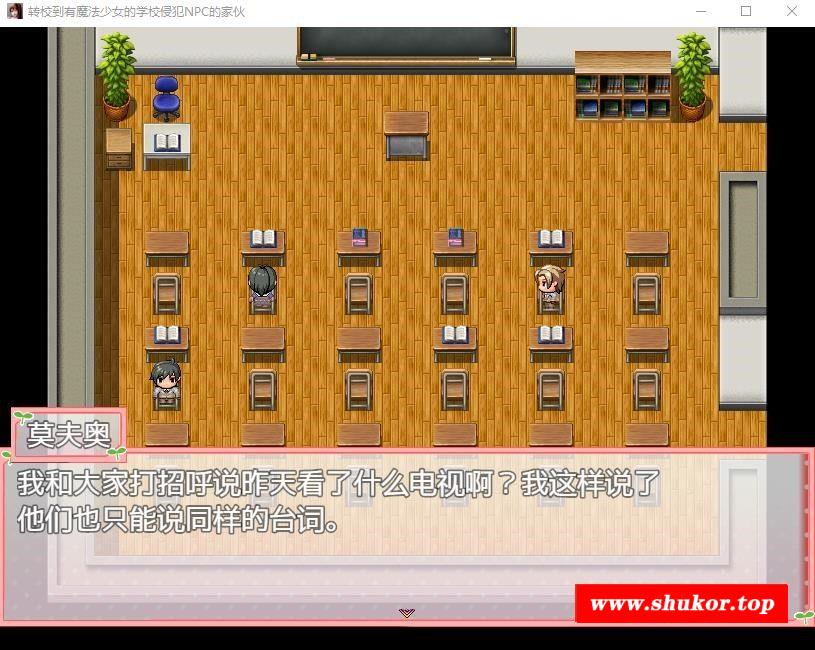 转校到有魔法少女的学校侵犯NPC的家伙
莫夫奥
我和大家打招呼说昨天看了什么电视啊？我这样说了
他们也只能说同样的台词。
www.shukor.top